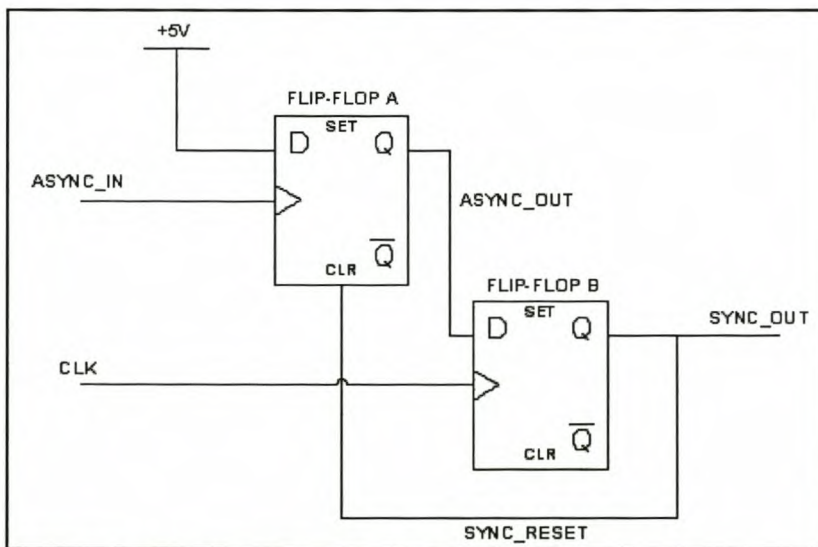 +5V
FLIP-FLOP A
SET
D Q
ASYNC_IN
ASYNC_OUT
Q̅
CLR
FLIP-FLOP B
SET
D Q
SYNC_OUT
CLK
Q̅
CLR
SYNC_RESET